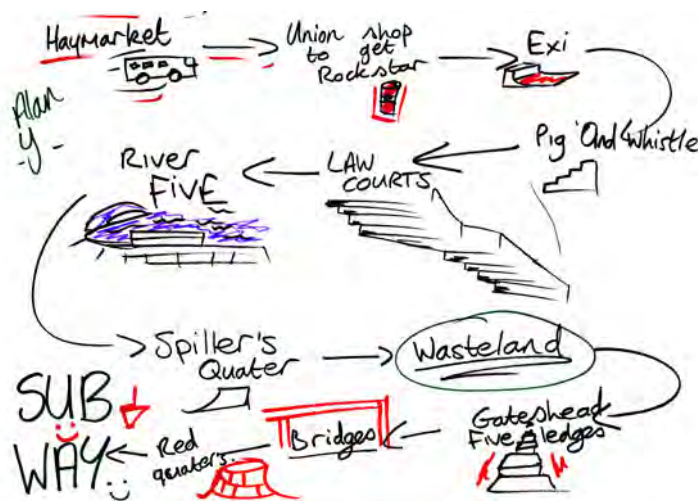 Haymarket
Union shop
to get
Rockstar
Exi
Pig 'And Whistle
LAW
COURTS
River
FIVE
Spiller's
Quater
Wasteland
Gateshead
Five ledges
Bridges
Red
quaters
SUB
WAY